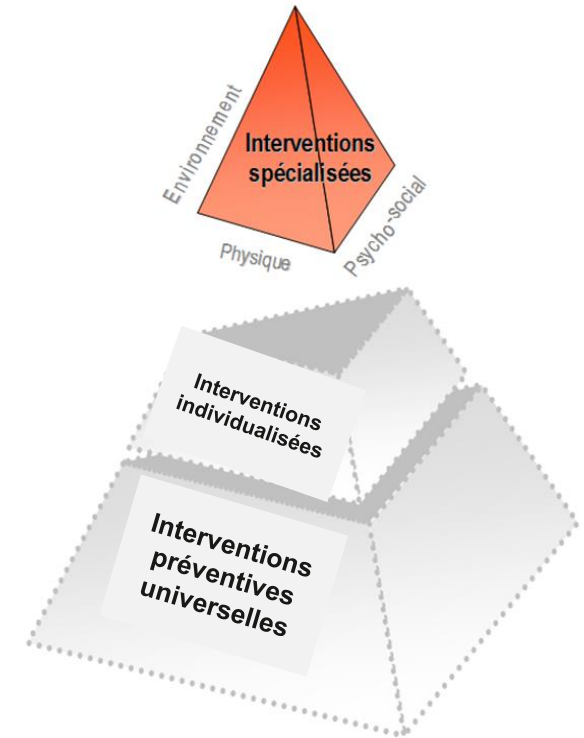 Environnement
Interventions
spécialisées
Physique
Psycho-social
Interventions
individualisées
Interventions
préventives
universelles